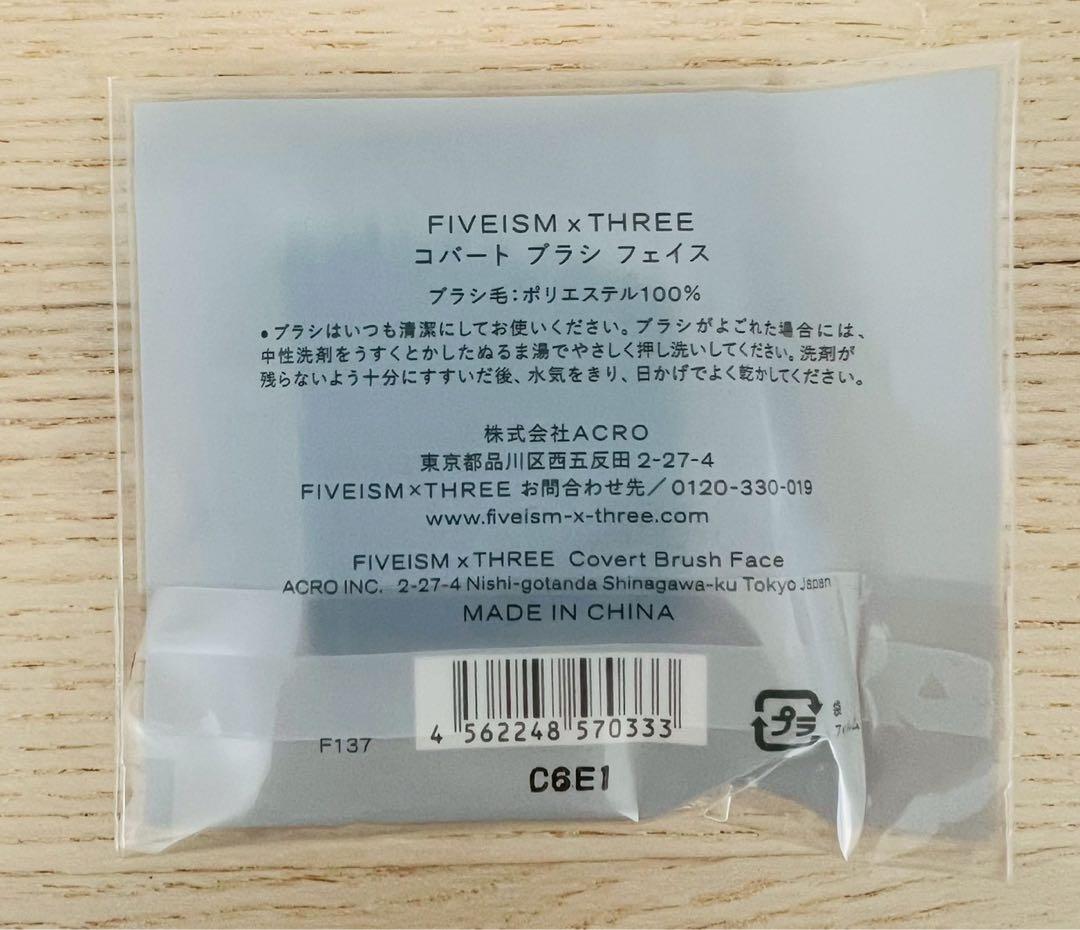 FIVEISM x THREE
コバート ブラシ フェイス
ブラシ毛：ポリエステル100％
●ブラシはいつも清潔にしてお使いください。ブラシがよごれた場合には、
中性洗剤をうすくとかしたぬるま湯でやさしく押し洗いしてください。洗剤が
残らないよう十分にすすいだ後、水気をきり、日かげでよく乾かしてください。
株式会社ACRO
東京都品川区西五反田 2-27-4
FIVEISM×THREE お問合わせ先／0120-330-019
www.fiveism-x-three.com
FIVEISM x THREE Covert Brush Face
ACRO INC. 2-27-4 Nishi-gotanda Shinagawa-ku Tokyo Japan
MADE IN CHINA
4 562248 570333
プラ
袋
F137
C6E1